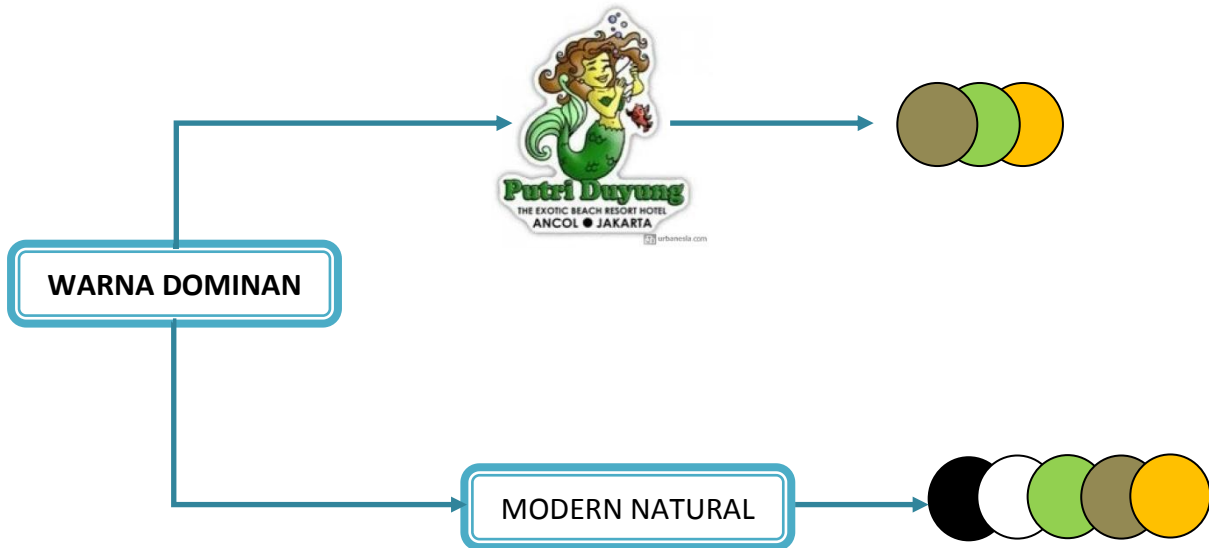 Putri Duyung
THE EXOTIC BEACH RESORT HOTEL
ANCOL ● JAKARTA
urbanesia.com
WARNA DOMINAN
MODERN NATURAL